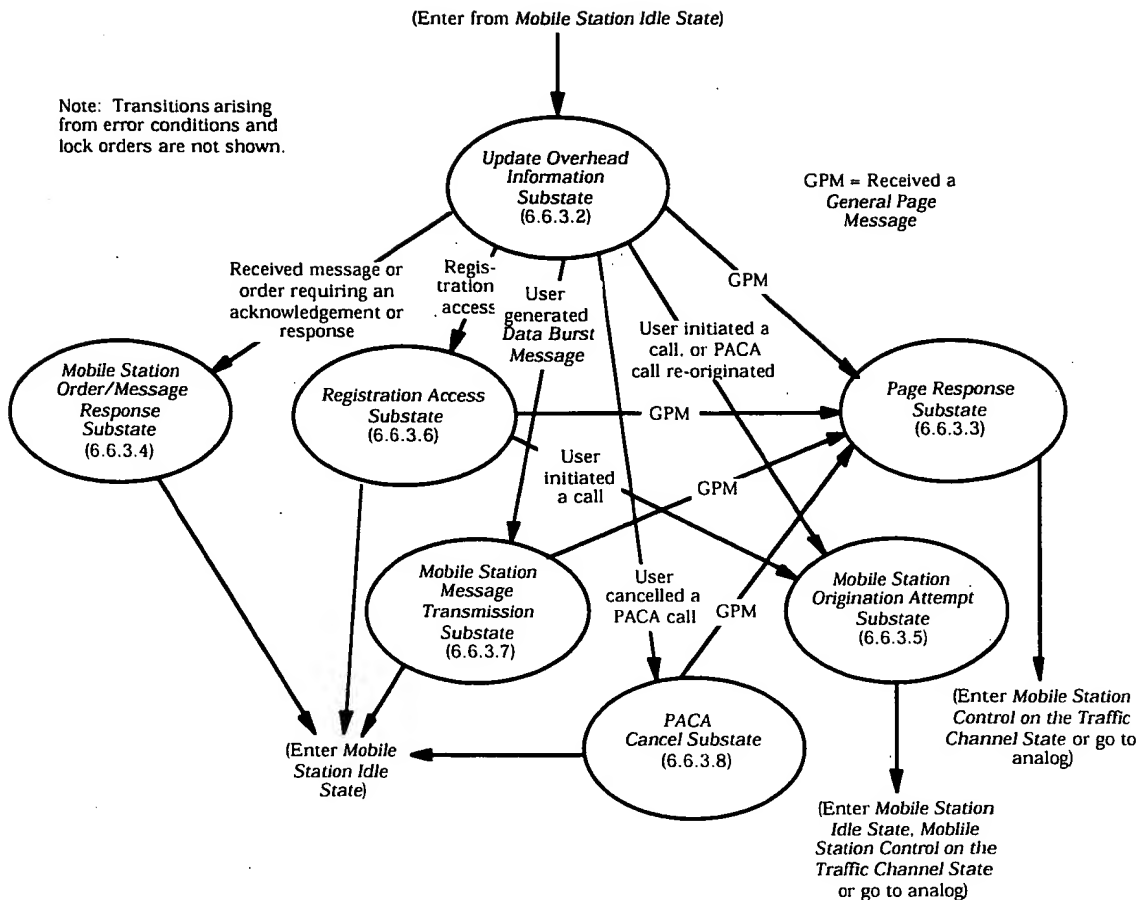 (Enter from Mobile Station Idle State)
Note: Transitions arising
from error conditions and
lock orders are not shown.
Update Overhead
Information
Substate
(6.6.3.2)
GPM = Received a
General Page
Message
Received message or
order requiring an
acknowledgement or
response
Regis-
tration
access
User
generated
Data Burst
Message
GPM
User initiated a
call, or PACA
call re-originated
Mobile Station
Order/Message
Response
Substate
(6.6.3.4)
Registration Access
Substate
(6.6.3.6)
GPM
Page Response
Substate
(6.6.3.3)
User
initiated
a call
GPM
Mobile Station
Message
Transmission
Substate
(6.6.3.7)
User
cancelled a
PACA call
GPM
Mobile Station
Origination Attempt
Substate
(6.6.3.5)
(Enter Mobile
Station Idle
State)
PACA
Cancel Substate
(6.6.3.8)
(Enter Mobile Station
Control on the Traffic
Channel State or go to
analog)
(Enter Mobile Station
Idle State, Moblile
Station Control on the
Traffic Channel State
or go to analog)